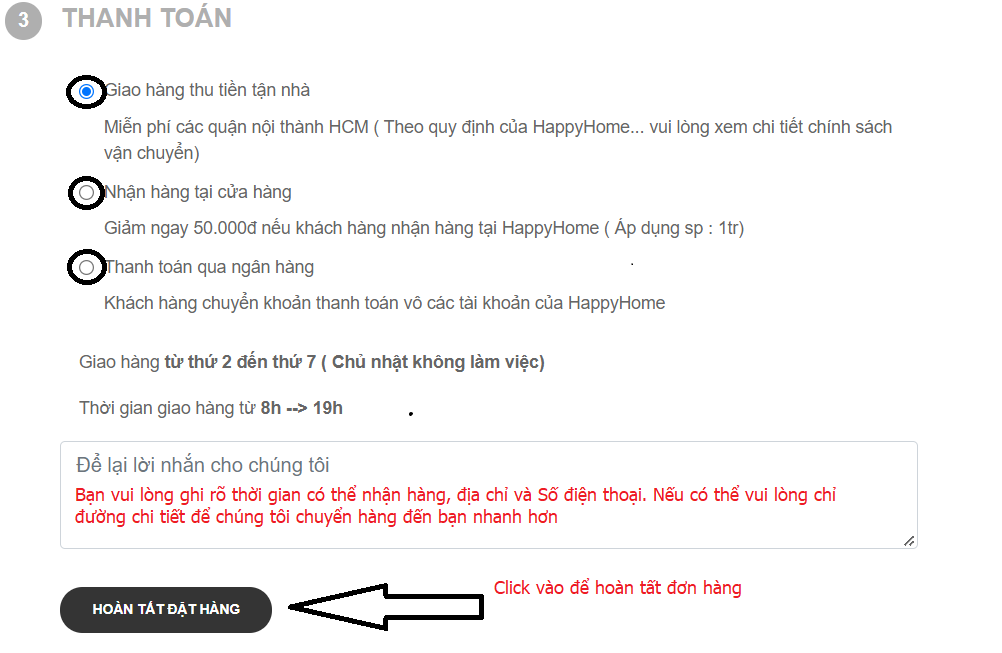 3 THANH TOÁN
Giao hàng thu tiền tận nhà
Miễn phí các quận nội thành HCM ( Theo quy định của HappyHome... vui lòng xem chi tiết chính sách
vận chuyển)
Nhận hàng tại cửa hàng
Giảm ngay 50.000đ nếu khách hàng nhận hàng tại HappyHome ( Áp dụng sp : 1tr)
Thanh toán qua ngân hàng
Khách hàng chuyển khoản thanh toán vô các tài khoản của HappyHome
Giao hàng từ thứ 2 đến thứ 7 ( Chủ nhật không làm việc)
Thời gian giao hàng từ 8h --> 19h
Để lại lời nhắn cho chúng tôi
Bạn vui lòng ghi rõ thời gian có thể nhận hàng, địa chỉ và Số điện thoại. Nếu có thể vui lòng chỉ
đường chi tiết để chúng tôi chuyển hàng đến bạn nhanh hơn
Click vào để hoàn tất đơn hàng
HOÀN TẤT ĐẶT HÀNG